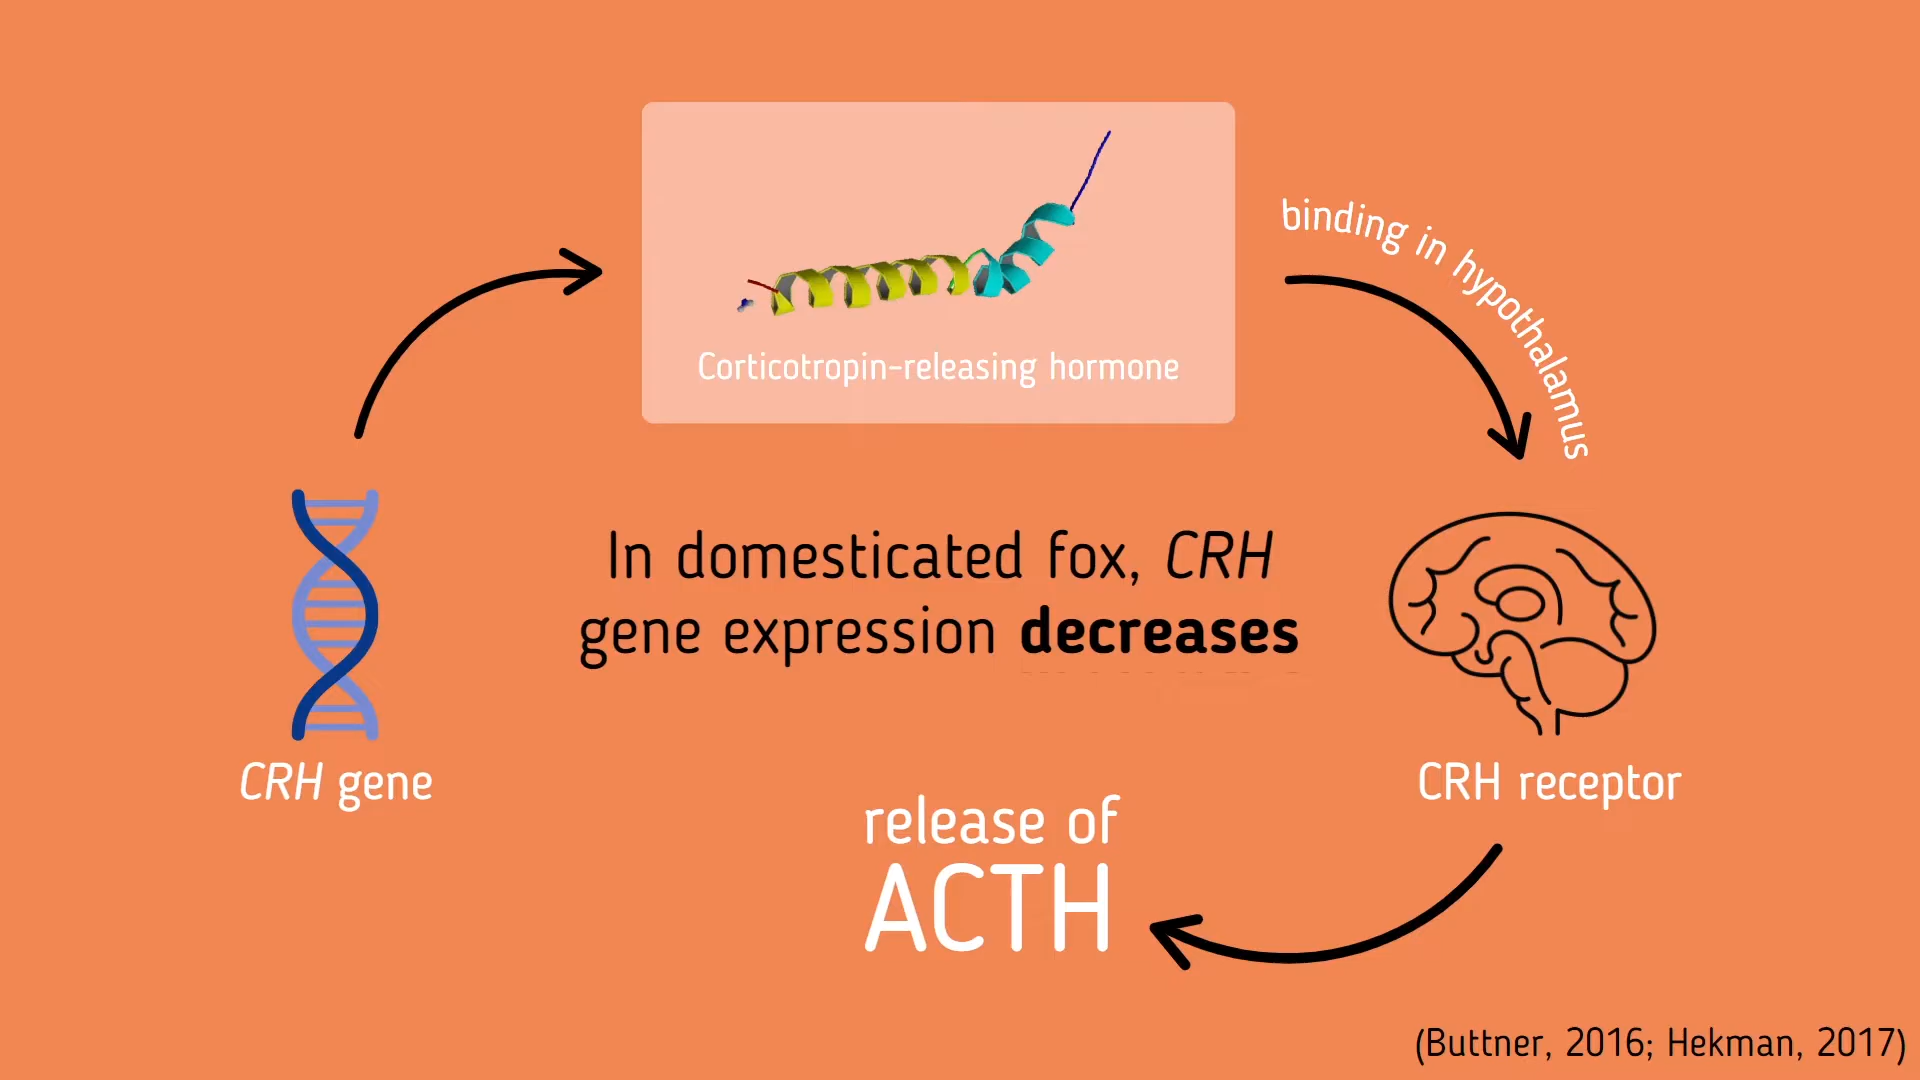 Corticotropin-releasing hormone
binding in hypothalamus
In domesticated fox, CRH
gene expression decreases
CRH gene
CRH receptor
release of
ACTH
(Buttner, 2016; Hekman, 2017)